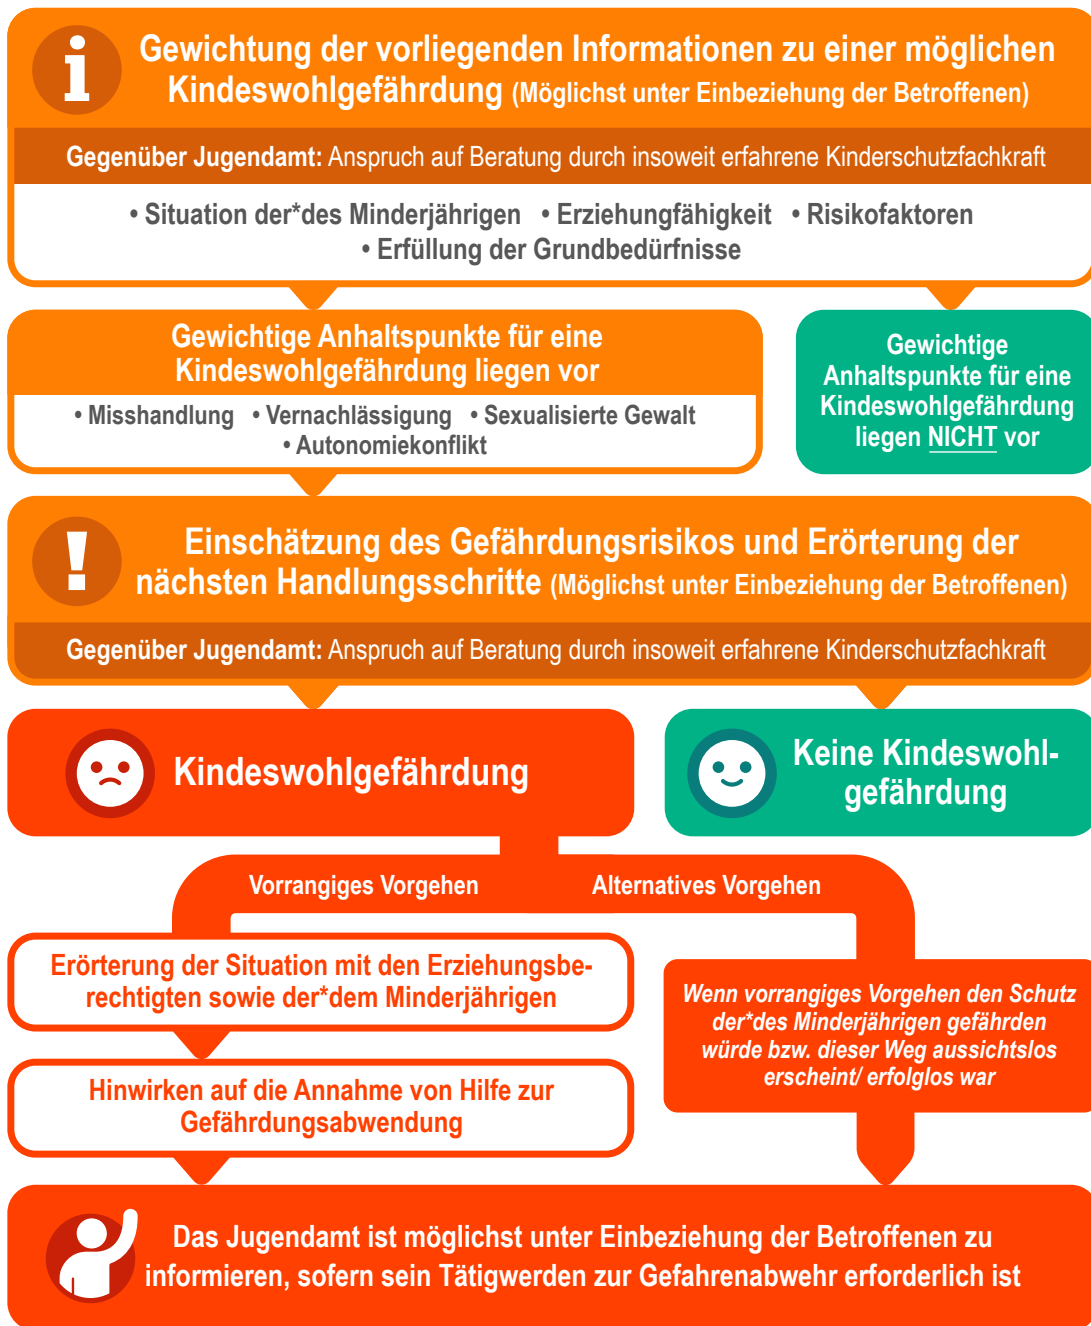 Gewichtung der vorliegenden Informationen zu einer möglichen
Kindeswohlgefährdung (Möglichst unter Einbeziehung der Betroffenen)
Gegenüber Jugendamt: Anspruch auf Beratung durch insoweit erfahrene Kinderschutzfachkraft
• Situation der*des Minderjährigen • Erziehungfähigkeit • Risikofaktoren
• Erfüllung der Grundbedürfnisse
Gewichtige Anhaltspunkte für eine
Kindeswohlgefährdung liegen vor
• Misshandlung • Vernachlässigung • Sexualisierte Gewalt
• Autonomiekonflikt
Gewichtige
Anhaltspunkte für eine
Kindeswohlgefährdung
liegen NICHT vor
Einschätzung des Gefährdungsrisikos und Erörterung der
nächsten Handlungsschritte (Möglichst unter Einbeziehung der Betroffenen)
Gegenüber Jugendamt: Anspruch auf Beratung durch insoweit erfahrene Kinderschutzfachkraft
Kindeswohlgefährdung
Keine Kindeswohl-
gefährdung
Vorrangiges Vorgehen
Alternatives Vorgehen
Erörterung der Situation mit den Erziehungsbe-
rechtigten sowie der*dem Minderjährigen
Hinwirken auf die Annahme von Hilfe zur
Gefährdungsabwendung
Wenn vorrangiges Vorgehen den Schutz
der*des Minderjährigen gefährden
würde bzw. dieser Weg aussichtslos
erscheint/ erfolglos war
Das Jugendamt ist möglichst unter Einbeziehung der Betroffenen zu
informieren, sofern sein Tätigwerden zur Gefahrenabwehr erforderlich ist